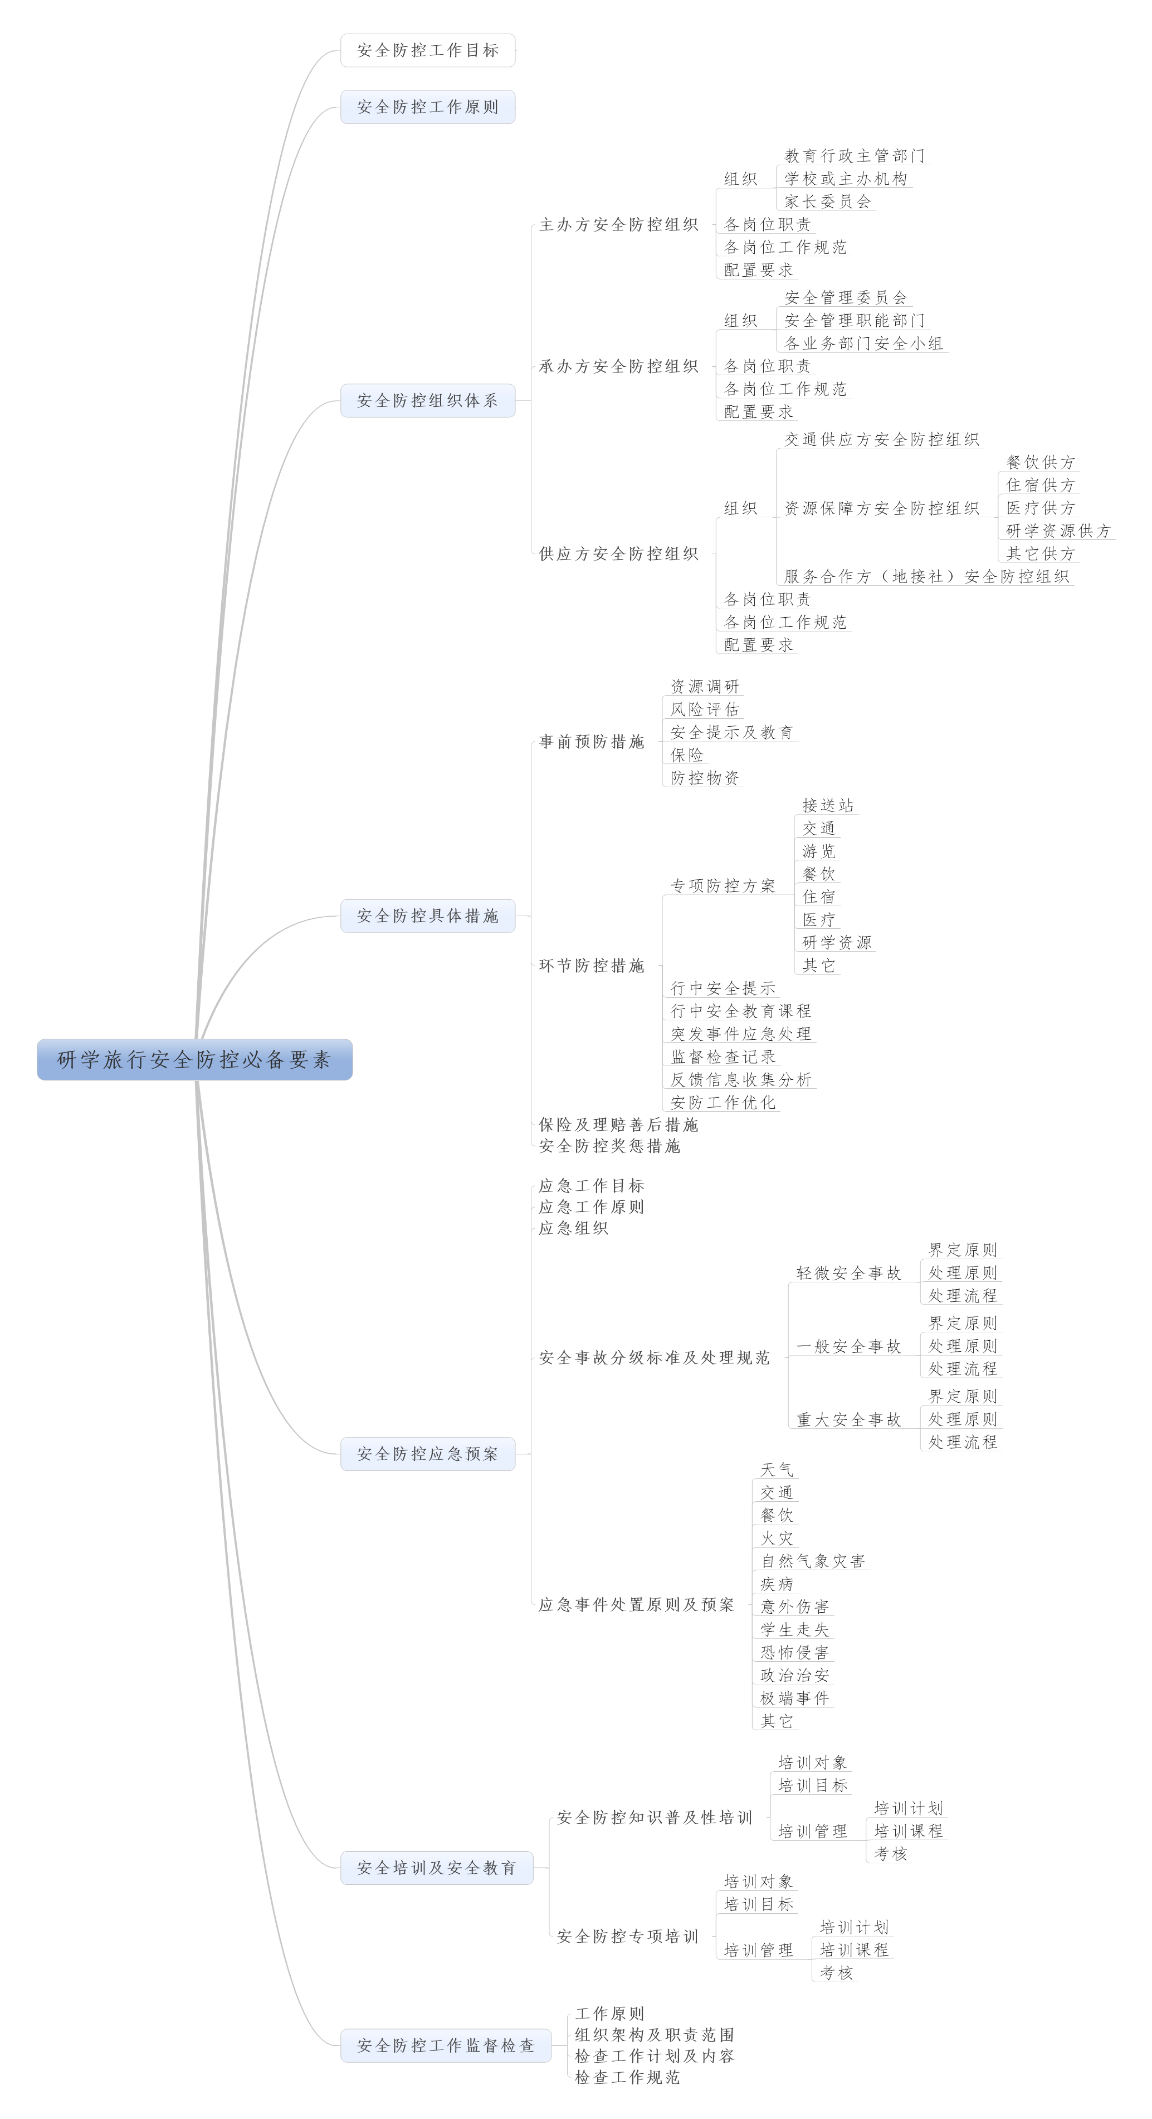 安全防控工作目标
安全防控工作原则
教育行政主管部门
组织
学校或主办机构
家长委员会
主办方安全防控组织
各岗位职责
各岗位工作规范
配置要求
安全管理委员会
组织
安全管理职能部门
各业务部门安全小组
承办方安全防控组织
各岗位职责
各岗位工作规范
安全防控组织体系
配置要求
交通供应方安全防控组织
餐饮供方
住宿供方
组织
资源保障方安全防控组织
医疗供方
研学资源供方
其它供方
供应方安全防控组织
服务合作方（地接社）安全防控组织
各岗位职责
各岗位工作规范
配置要求
资源调研
风险评估
安全提示及教育
事前预防措施
保险
防控物资
接送站
交通
游览
餐饮
专项防控方案
住宿
医疗
安全防控具体措施
研学资源
环节防控措施
其它
行中安全提示
行中安全教育课程
突发事件应急处理
监督检查记录
研学旅行安全防控必备要素
反馈信息收集分析
安防工作优化
保险及理赔善后措施
安全防控奖惩措施
应急工作目标
应急工作原则
应急组织
界定原则
轻微安全事故
处理原则
处理流程
界定原则
一般安全事故
处理原则
安全事故分级标准及处理规范
处理流程
界定原则
重大安全事故
处理原则
处理流程
安全防控应急预案
天气
交通
餐饮
火灾
自然气象灾害
疾病
应急事件处置原则及预案
意外伤害
学生走失
恐怖侵害
政治治安
极端事件
其它
培训对象
培训目标
培训计划
安全防控知识普及性培训
培训管理
培训课程
考核
安全培训及安全教育
培训对象
培训目标
培训计划
安全防控专项培训
培训管理
培训课程
考核
工作原则
组织架构及职责范围
安全防控工作监督检查
检查工作计划及内容
检查工作规范